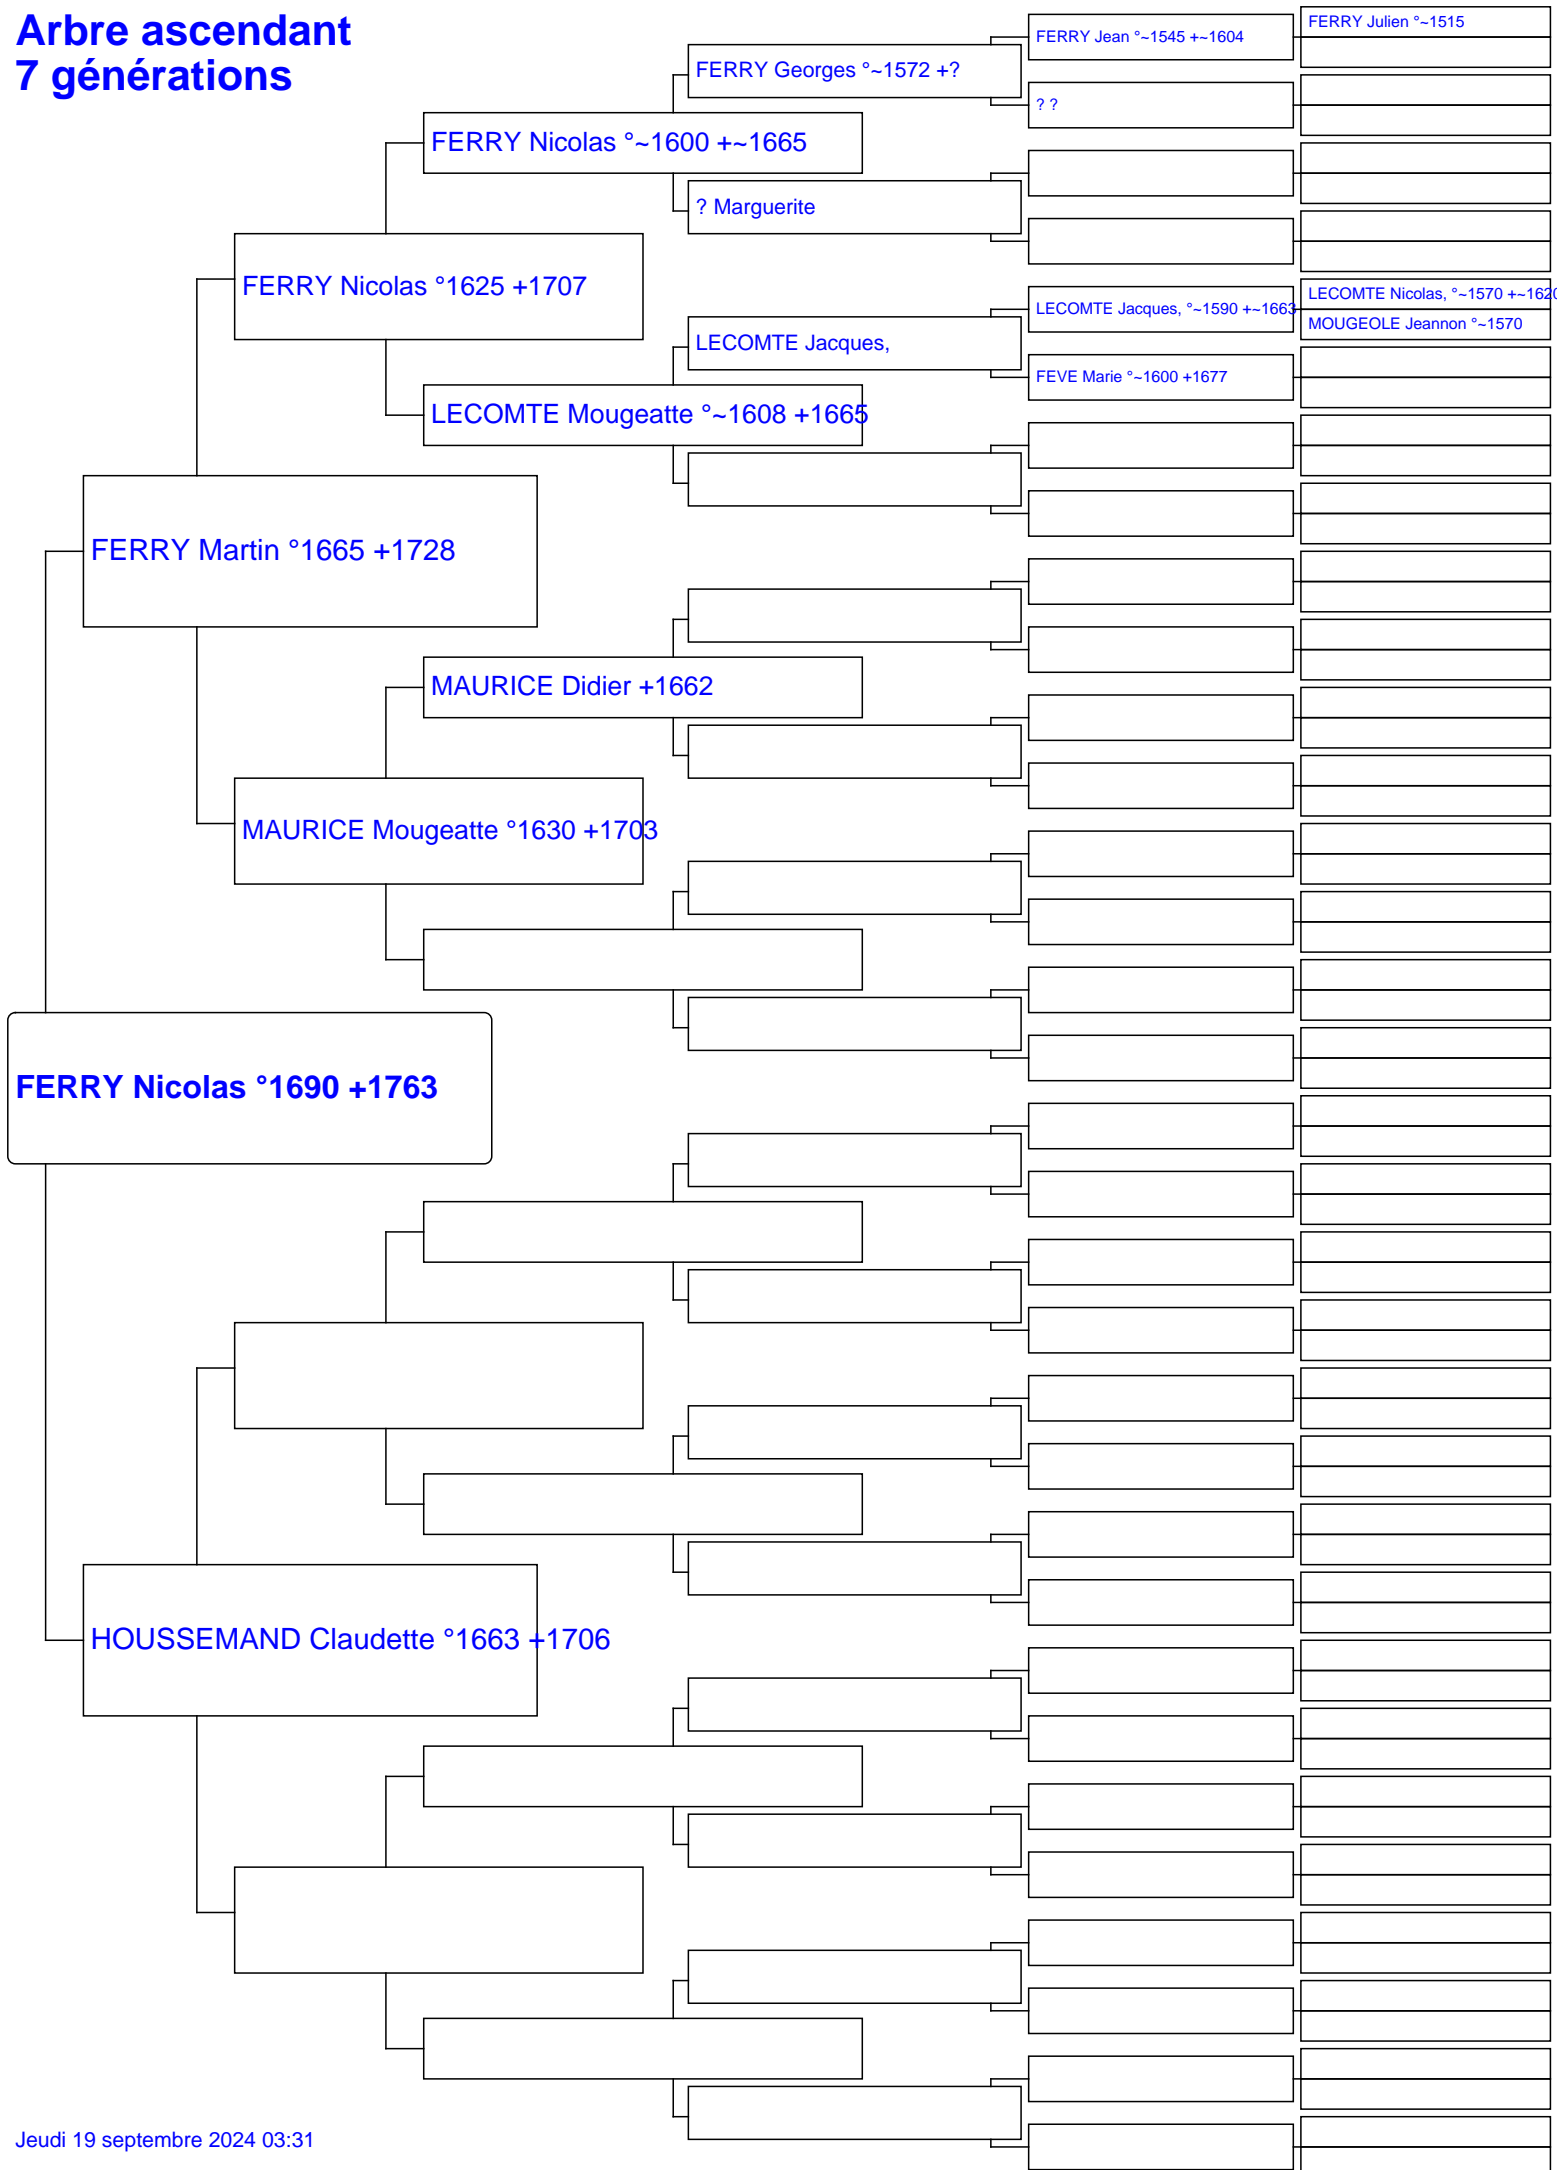 Arbre ascendant
7 générations
FERRY Julien °~1515
FERRY Jean °~1545 +~1604
FERRY Georges °~1572 +?
? ?
FERRY Nicolas °~1600 +~1665
? Marguerite
FERRY Nicolas °1625 +1707
LECOMTE Nicolas, °~1570 +~1620
LECOMTE Jacques, °~1590 +~1663
MOUGEOLE Jeannon °~1570
LECOMTE Jacques,
FEVE Marie °~1600 +1677
LECOMTE Mougeatte °~1608 +1665
FERRY Martin °1665 +1728
MAURICE Didier +1662
MAURICE Mougeatte °1630 +1703
FERRY Nicolas °1690 +1763
HOUSSEMAND Claudette °1663 +1706
Jeudi 19 septembre 2024 03:31